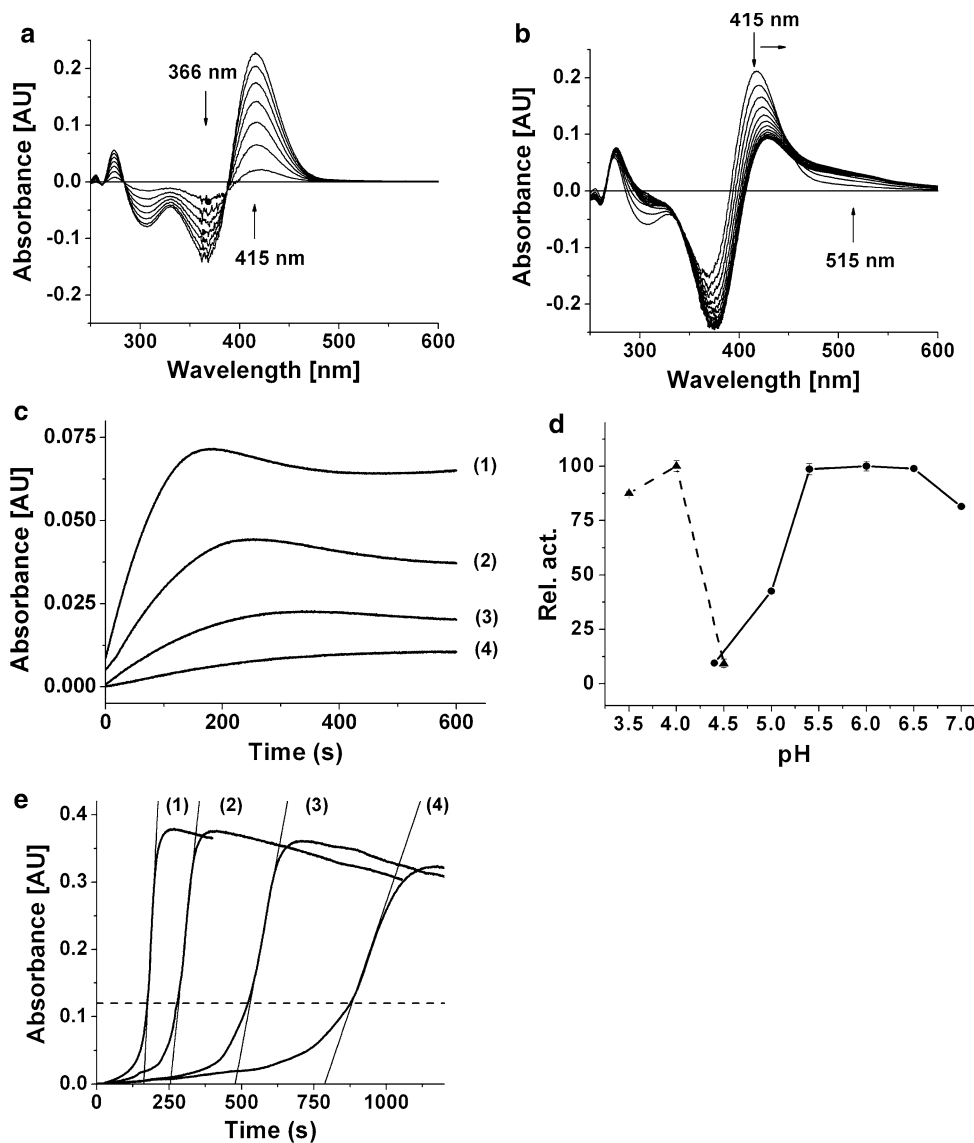 a
366 nm
415 nm
Absorbance [AU]
0.2
0.1
0.0
-0.1
-0.2
300 400 500 600
Wavelength [nm]
b
415 nm
515 nm
Absorbance [AU]
0.2
0.1
0.0
-0.1
-0.2
300 400 500 600
Wavelength [nm]
c
Absorbance [AU]
0.075
0.050
0.025
0.000
(1)
(2)
(3)
(4)
0 200 400 600
Time (s)
d
Rel. act.
100
75
50
25
0
3.5 4.0 4.5 5.0 5.5 6.0 6.5 7.0
pH
e
Absorbance [AU]
0.4
0.3
0.4
0.1
0.0
(1) (2) (3) (4)
0 250 500 750 1000
Time (s)